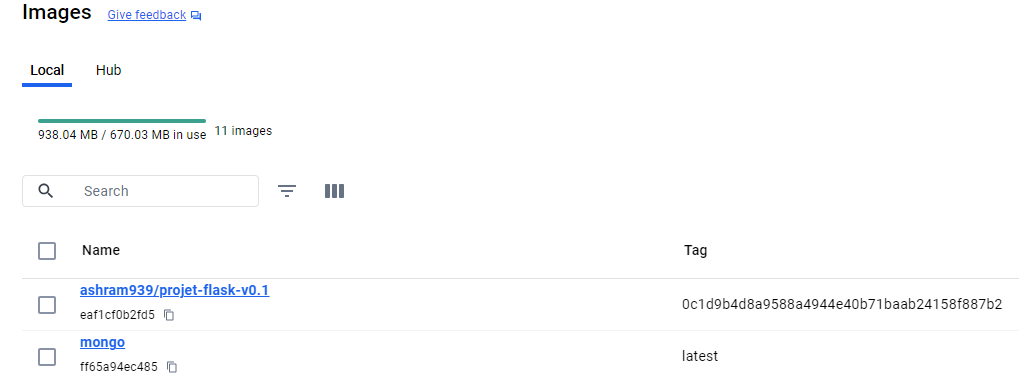 Images Give feedback
Local Hub
938.04 MB / 670.03 MB in use 11 images
Search
Name Tag
ashram939/projet-flask-v0.1
eaf1cf0b2fd5 0c1d9b4d8a9588a4944e40b71baab24158f887b2
mongo
ff65a94ec485 latest